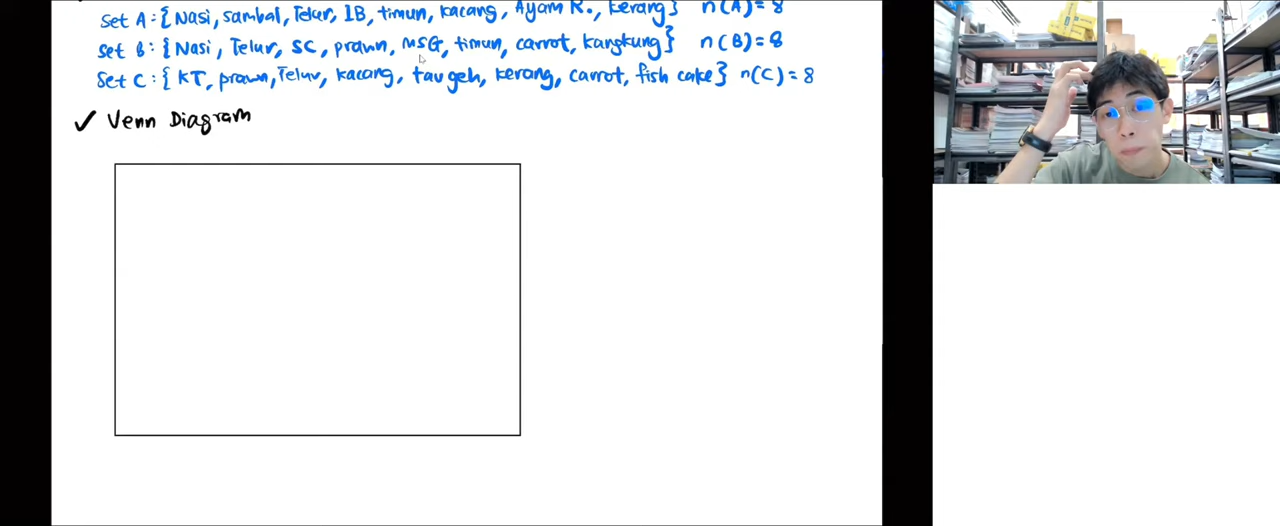 Set A : {Nasi, sambal, Telur, IB, timun, kacang, Ayam R., kerang} n(A) = 8
Set B : {Nasi, Telur, SC, prawn, MSG, timun, carrot, kangkung} n(B) = 8
Set C : { KT, prawn, Telur, kacang, taugeh, kerang, carrot, fish cake} n(C) = 8
✓ Venn Diagram